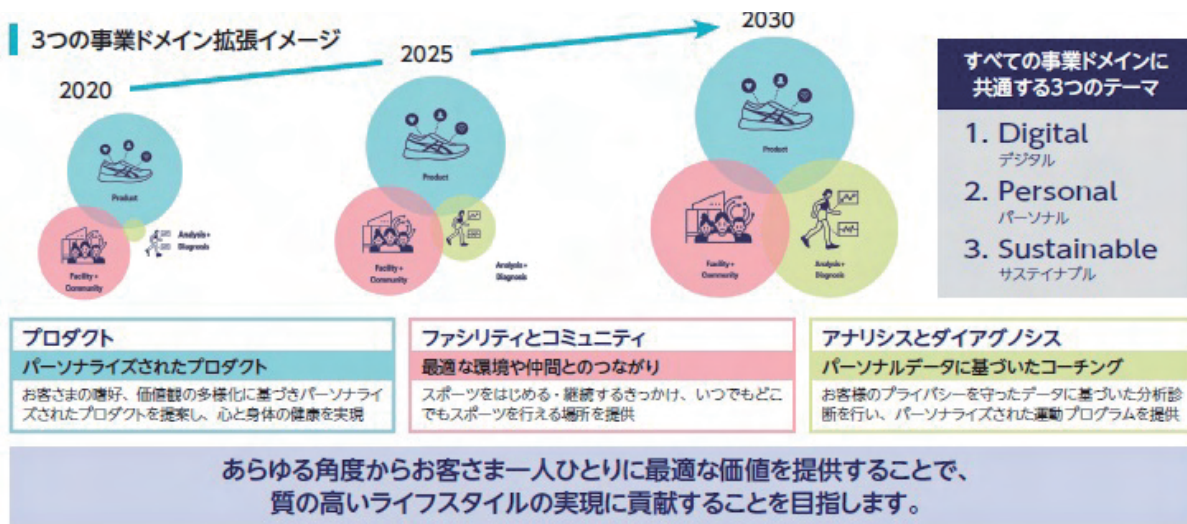 3つの事業ドメイン拡張イメージ
2020
2025
2030
Product
Facility+
Community
Analysis+
Diagnosis
Product
Facility+
Community
Analysis+
Diagnosis
Product
Facility+
Community
Analysis+
Diagnosis
すべての事業ドメインに
共通する3つのテーマ
1. Digital
デジタル
2. Personal
パーソナル
3. Sustainable
サステイナブル
プロダクト
パーソナライズされたプロダクト
お客さまの嗜好、価値観の多様化に基づきパーソナライ
ズされたプロダクトを提案し、心と身体の健康を実現
ファシリティとコミュニティ
最適な環境や仲間とのつながり
スポーツをはじめる・継続するきっかけ、いつでもどこ
でもスポーツを行える場所を提供
アナリシスとダイアグノシス
パーソナルデータに基づいたコーチング
お客様のプライバシーを守ったデータに基づいた分析診
断を行い、パーソナライズされた運動プログラムを提供
あらゆる角度からお客さま一人ひとりに最適な価値を提供することで、
質の高いライフスタイルの実現に貢献することを目指します。